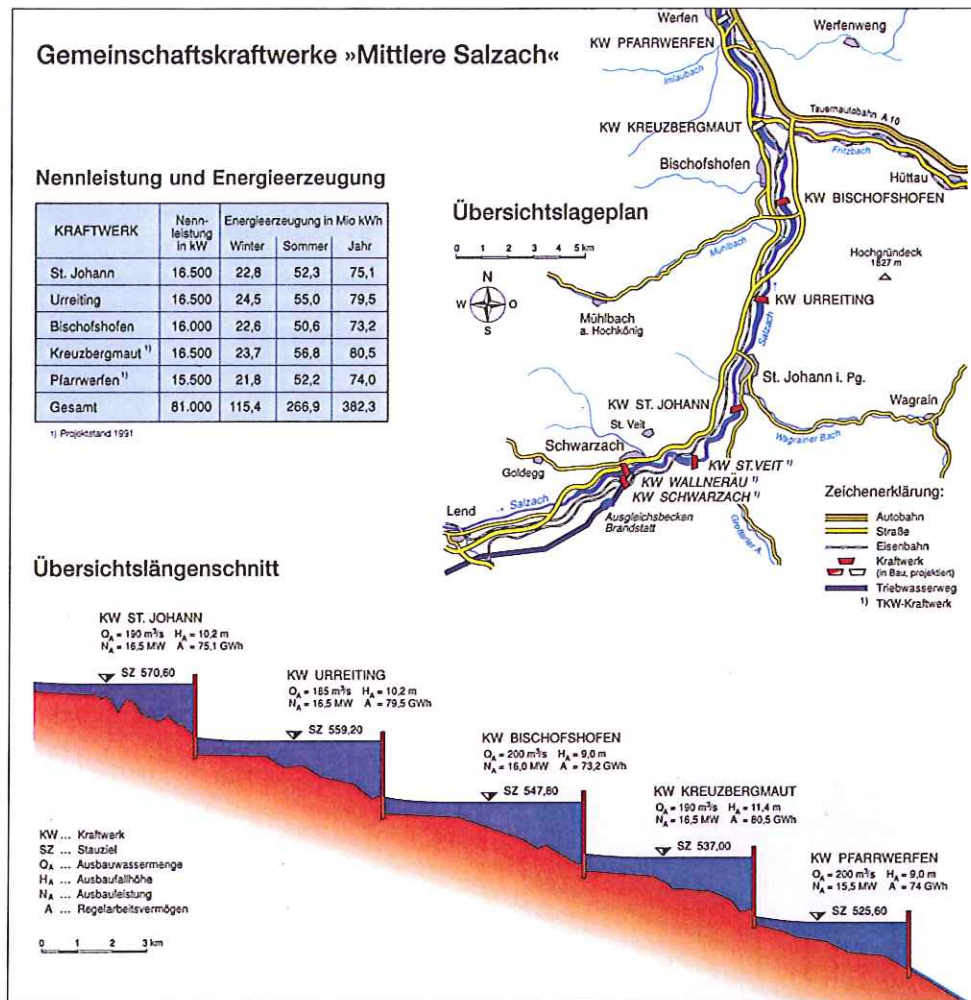 Gemeinschaftskraftwerke »Mittlere Salzach«
Nennleistung und Energieerzeugung
KRAFTWERK
Nenn-
leistung
in kW
Energieerzeugung in Mio kWh
Winter Sommer Jahr
St. Johann 16.500 22,8 52,3 75,1
Urreiting 16.500 24,5 55,0 79,5
Bischofshofen 16.000 22,6 50,6 73,2
Kreuzbergmaut 1) 16.500 23,7 56,8 80,5
Pfarrwerfen 1) 15.500 21,8 52,2 74,0
Gesamt 81.000 115,4 266,9 382,3
1) Projektstand 1991
Übersichtslageplan
0 1 2 3 4 5 km
N
W O
S
Werfen
Werfenweng
KW PFARRWERFEN
Imlaubach
Tauernautobahn A 10
KW KREUZBERGMAUT
Fritzbach
Bischofshofen
Hüttau
KW BISCHOFSHOFEN
Mühlbach
Hochgründeck
1827 m
KW URREITING
Mühlbach
a. Hochkönig
Salzach
St. Johann i. Pg.
KW ST. JOHANN
Wagrain
St. Veit
Wagrainer Bach
Schwarzach
Goldegg
KW ST.VEIT 1)
KW WALLNERÄU 1)
KW SCHWARZACH 1)
Salzach
Lend
Ausgleichsbecken
Brandstatt
Großarler A.
Zeichenerklärung:
Autobahn
Straße
Eisenbahn
Kraftwerk
(in Bau, projektiert)
Triebwasserweg
1) TKW-Kraftwerk
Übersichtslängenschnitt
KW ST. JOHANN
QA = 190 m³/s HA = 10,2 m
NA = 16,5 MW A = 75,1 GWh
SZ 570,60
KW URREITING
QA = 185 m³/s HA = 10,2 m
NA = 16,5 MW A = 79,5 GWh
SZ 559,20
KW BISCHOFSHOFEN
QA = 200 m³/s HA = 9,0 m
NA = 16,0 MW A = 73,2 GWh
SZ 547,80
KW KREUZBERGMAUT
QA = 190 m³/s HA = 11,4 m
NA = 16,5 MW A = 80,5 GWh
SZ 537,00
KW PFARRWERFEN
QA = 200 m³/s HA = 9,0 m
NA = 15,5 MW A = 74 GWh
SZ 525,60
KW ... Kraftwerk
SZ ... Stauziel
QA ... Ausbauwassermenge
HA ... Ausbaufallhöhe
NA ... Ausbauleistung
A ... Regelarbeitsvermögen
0 1 2 3 km